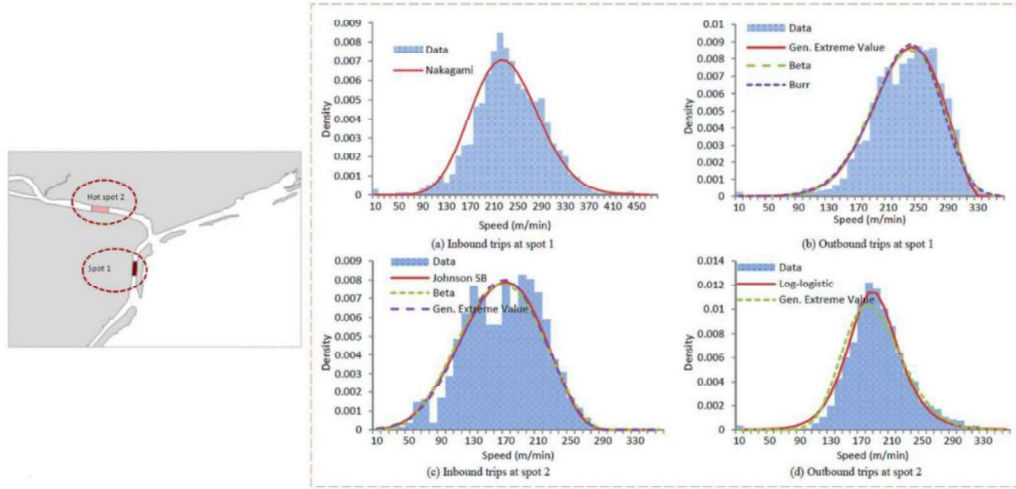 Hot spot 2
Spot 1
0.009
0.008
0.007
0.006
0.005
0.004
0.003
0.002
0.001
0
Density
Data
Nakagami
10 50 90 130 170 210 250 290 330 370 410 450
Speed (m/min)
(a) Inbound trips at spot 1
0.01
0.009
0.008
0.007
0.006
0.005
0.004
0.003
0.002
0.001
0
Density
Data
Gen. Extreme Value
Beta
Burr
10 50 90 130 170 210 250 290 330
Speed (m/min)
(b) Outbound trips at spot 1
0.009
0.008
0.007
0.006
0.005
0.004
0.003
0.002
0.001
0
Density
Data
Johnson SB
Beta
Gen. Extreme Value
10 50 90 130 170 210 250 290 330
Speed (m/min)
(c) Inbound trips at spot 2
0.014
0.012
0.01
0.008
0.006
0.004
0.002
0
Density
Data
Log-logistic
Gen. Extreme Value
10 50 90 130 170 210 250 290 330
Speed (m/min)
(d) Outbound trips at spot 2